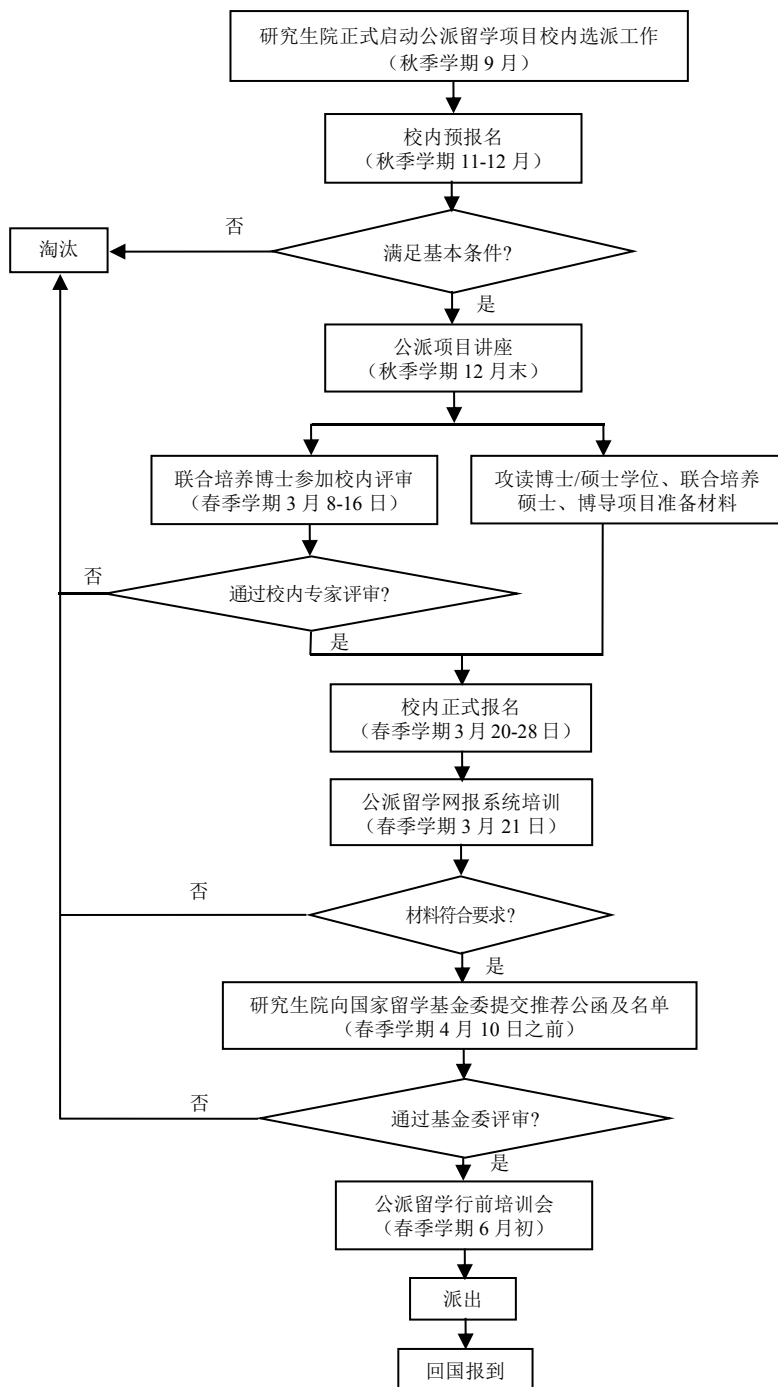 研究生院正式启动公派留学项目校内选派工作
（秋季学期 9 月）
校内预报名
（秋季学期 11-12 月）
否
淘汰
满足基本条件？
是
公派项目讲座
（秋季学期 12 月末）
联合培养博士参加校内评审
（春季学期 3 月 8-16 日）
攻读博士/硕士学位、联合培养
硕士、博导项目准备材料
否
通过校内专家评审？
是
校内正式报名
（春季学期 3 月 20-28 日）
公派留学网报系统培训
（春季学期 3 月 21 日）
否
材料符合要求？
是
研究生院向国家留学基金委提交推荐公函及名单
（春季学期 4 月 10 日之前）
否
通过基金委评审？
是
公派留学行前培训会
（春季学期 6 月初）
派出
回国报到